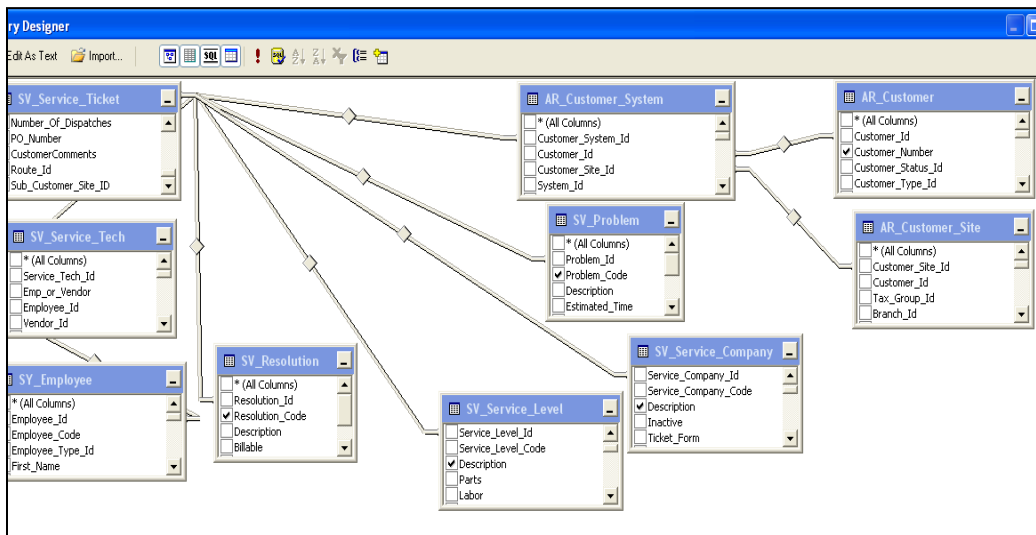 ry Designer
Edit As Text Import... SQL ! SQL
SV_Service_Ticket
Number_Of_Dispatches
PO_Number
CustomerComments
Route_Id
Sub_Customer_Site_ID
AR_Customer_System
* (All Columns)
Customer_System_Id
Customer_Id
Customer_Site_Id
System_Id
AR_Customer
* (All Columns)
Customer_Id
Customer_Number
Customer_Status_Id
Customer_Type_Id
SV_Service_Tech
* (All Columns)
Service_Tech_Id
Emp_or_Vendor
Employee_Id
Vendor_Id
SV_Problem
* (All Columns)
Problem_Id
Problem_Code
Description
Estimated_Time
AR_Customer_Site
* (All Columns)
Customer_Site_Id
Customer_Id
Tax_Group_Id
Branch_Id
SY_Employee
* (All Columns)
Employee_Id
Employee_Code
Employee_Type_Id
First_Name
SV_Resolution
* (All Columns)
Resolution_Id
Resolution_Code
Description
Billable
SV_Service_Level
Service_Level_Id
Service_Level_Code
Description
Parts
Labor
SV_Service_Company
Service_Company_Id
Service_Company_Code
Description
Inactive
Ticket_Form